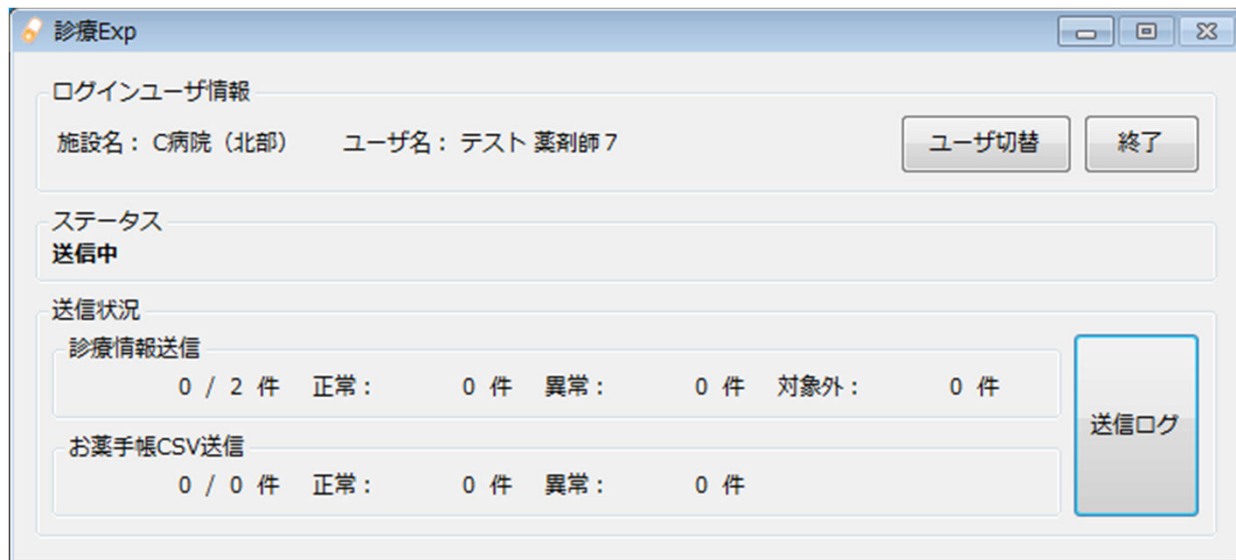 診療Exp
ログインユーザ情報
施設名： C病院（北部） ユーザ名： テスト 薬剤師７ ユーザ切替 終了
ステータス
送信中
送信状況
診療情報送信
0 / 2 件 正常： 0 件 異常： 0 件 対象外： 0 件
送信ログ
お薬手帳CSV送信
0 / 0 件 正常： 0 件 異常： 0 件